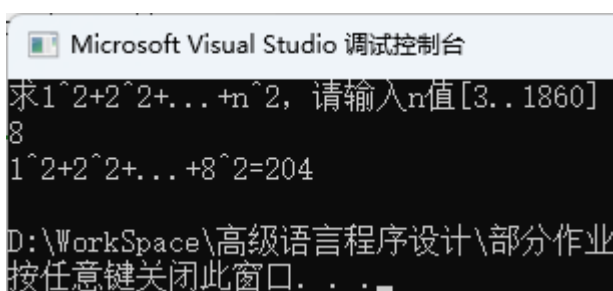 Microsoft Visual Studio 调试控制台
求1^2+2^2+...+n^2, 请输入n值[3..1860]
8
1^2+2^2+...+8^2=204
D:\WorkSpace\高级语言程序设计\部分作业
按任意键关闭此窗口. . .